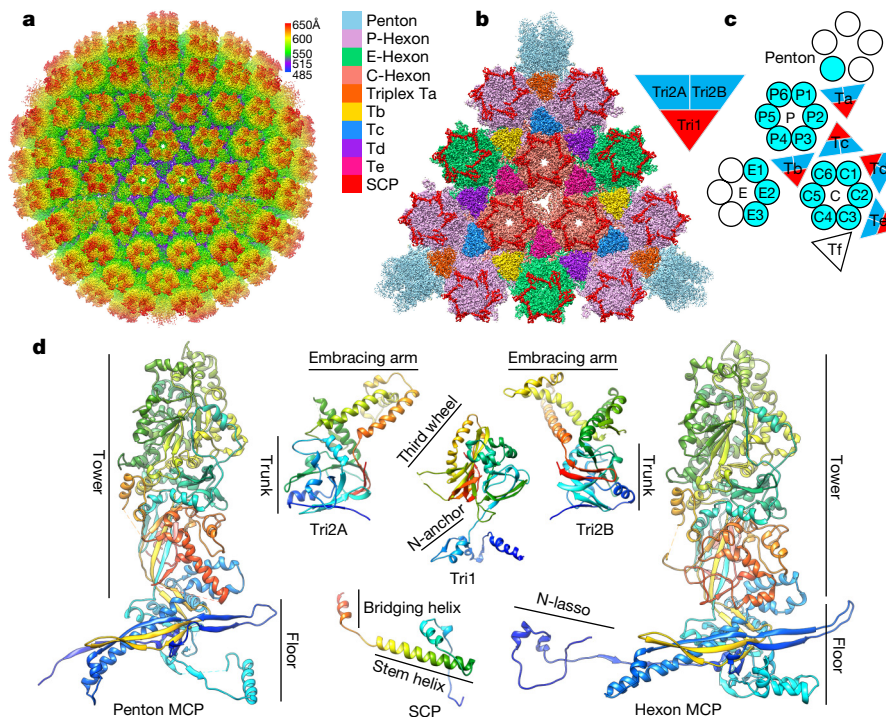 a
650Å
600
550
515
485
Penton
P-Hexon
E-Hexon
C-Hexon
Triplex Ta
Tb
Tc
Td
Te
SCP
b
Tri2A Tri2B
Tri1
c
Penton
P6 P1
P5 P P2
P4 P3
Ta
Tc
Tb
E1
E E2
E3
C6 C1
C5 C C2
C4 C3
Td
Te
Tf
d
Tower
Floor
Penton MCP
Embracing arm
Trunk
Tri2A
Third wheel
N-anchor
Tri1
Embracing arm
Trunk
Tri2B
Bridging helix
Stem helix
SCP
N-lasso
Tower
Floor
Hexon MCP